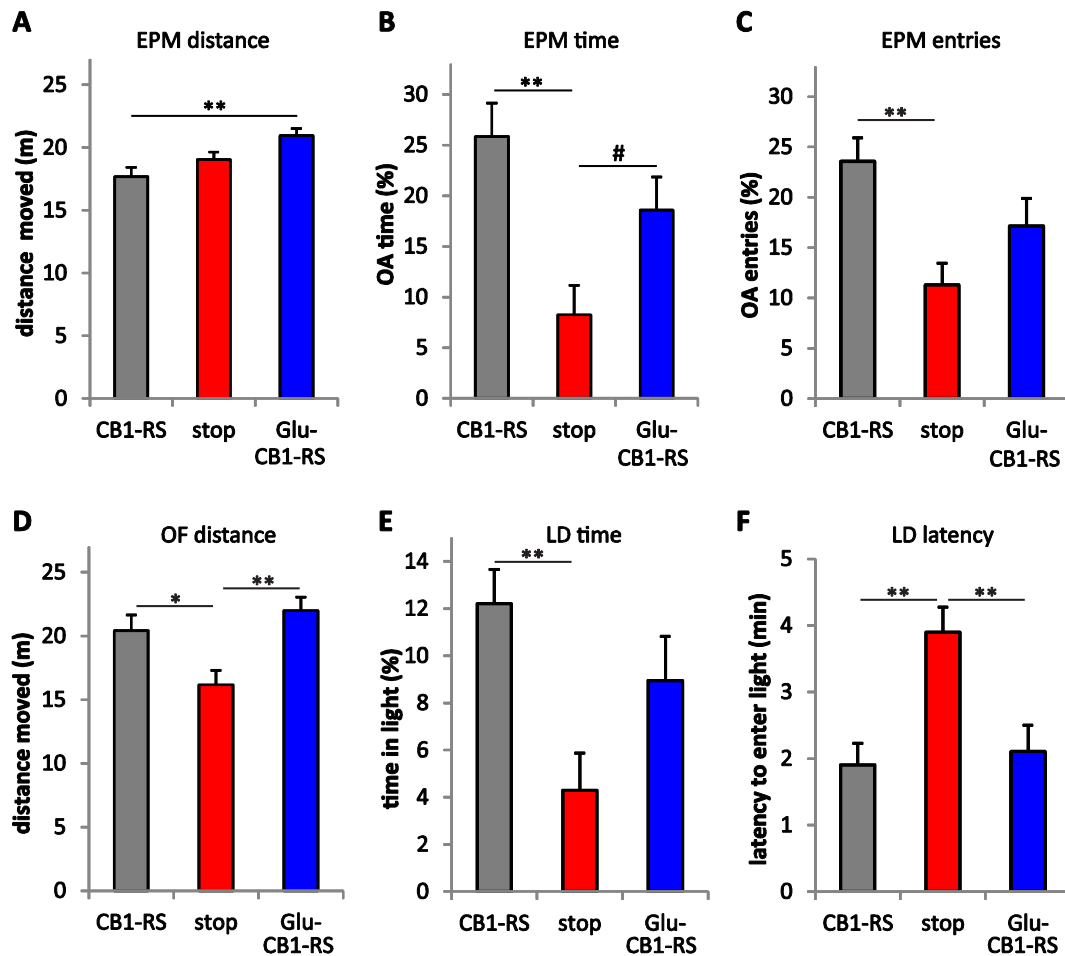 A
EPM distance
distance moved (m)
25
20
15
10
5
0
**
CB1-RS
stop
Glu-
CB1-RS
B
EPM time
OA time (%)
30
25
20
15
10
5
0
**
#
CB1-RS
stop
Glu-
CB1-RS
C
EPM entries
OA entries (%)
30
25
20
15
10
5
0
**
CB1-RS
stop
Glu-
CB1-RS
D
OF distance
distance moved (m)
25
20
15
10
5
0
*
**
CB1-RS
stop
Glu-
CB1-RS
E
LD time
time in light (%)
14
12
10
8
6
4
2
0
**
CB1-RS
stop
Glu-
CB1-RS
F
LD latency
latency to enter light (min)
5
4
3
2
1
0
**
**
CB1-RS
stop
Glu-
CB1-RS